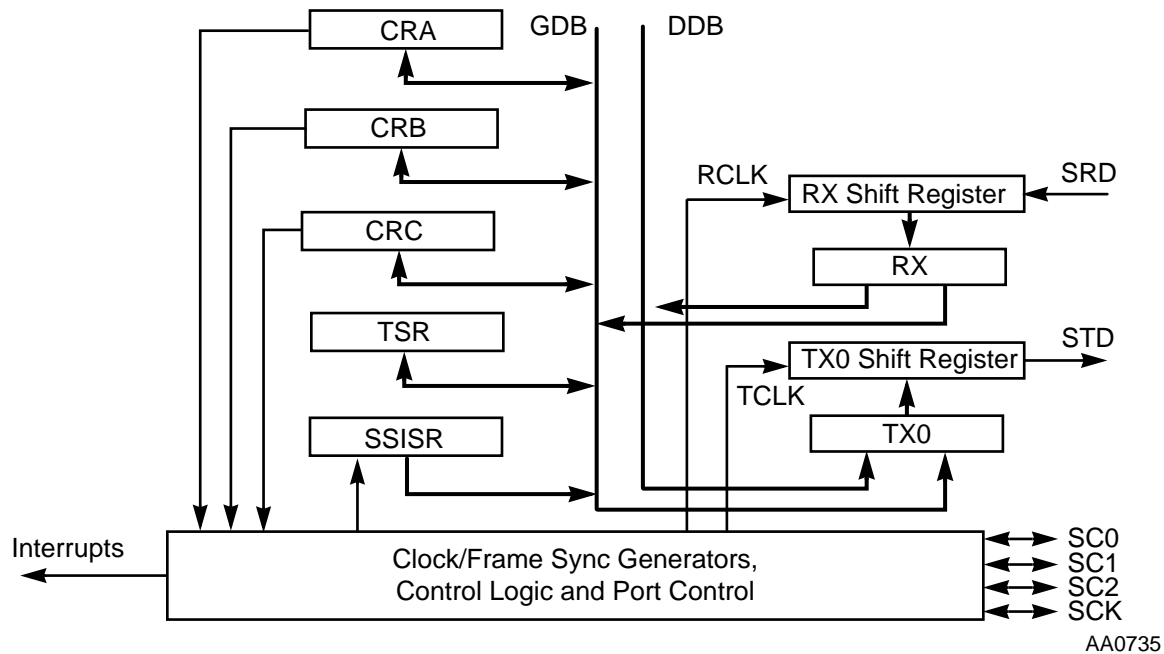 CRA
GDB
DDB
CRB
RCLK
RX Shift Register
SRD
CRC
RX
TSR
STD
TX0 Shift Register
TCLK
TX0
SSISR
Interrupts
Clock/Frame Sync Generators,
Control Logic and Port Control
SC0
SC1
SC2
SCK
AA0735